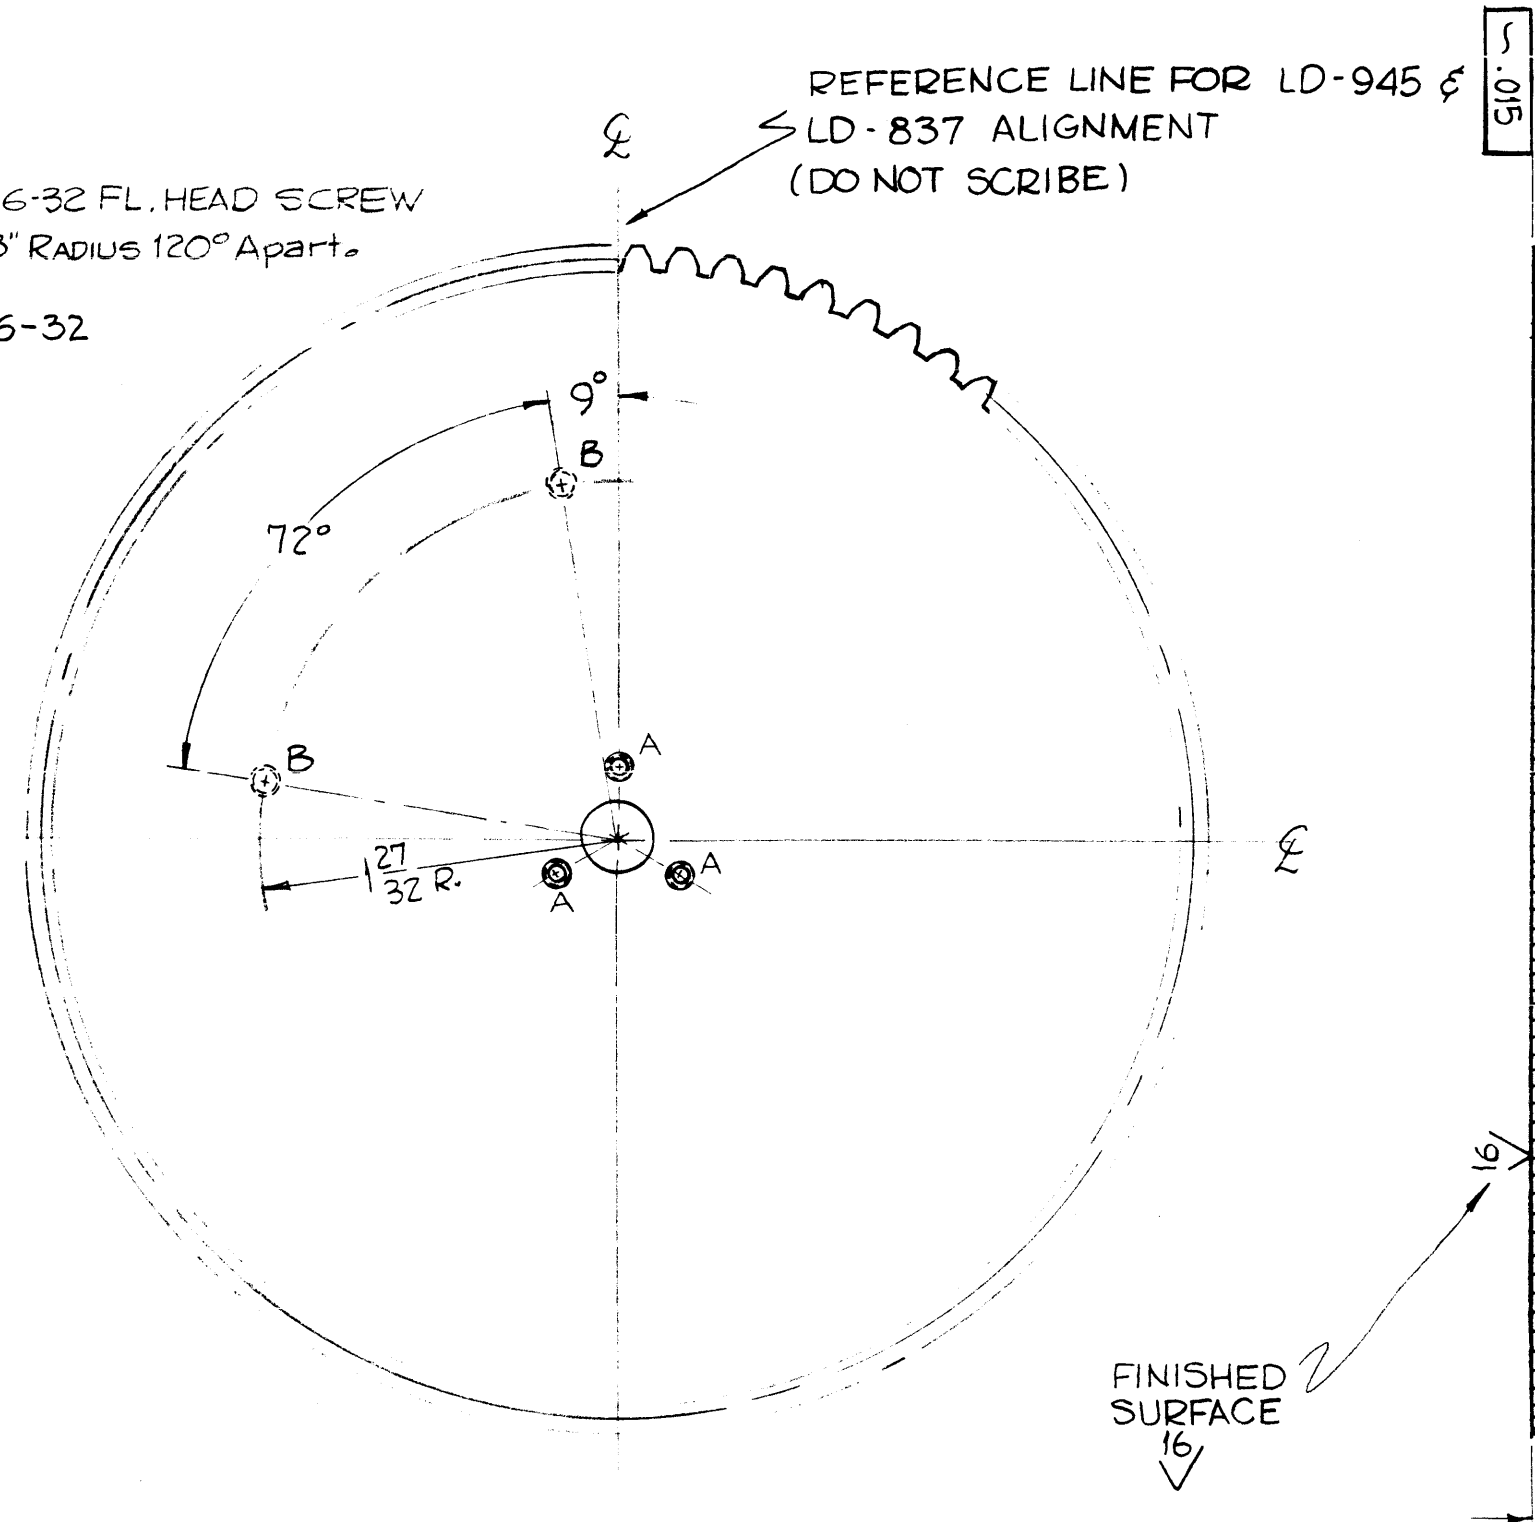 REFERENCE LINE FOR LD-945 &
LD-837 ALIGNMENT
(DO NOT SCRIBE)
.015
℄
6-32 FL. HEAD SCREW
3" RADIUS 120° Apart.
6-32
9°
B
72°
A
B
℄
1 27/32 R.
A
A
16
FINISHED
SURFACE
16